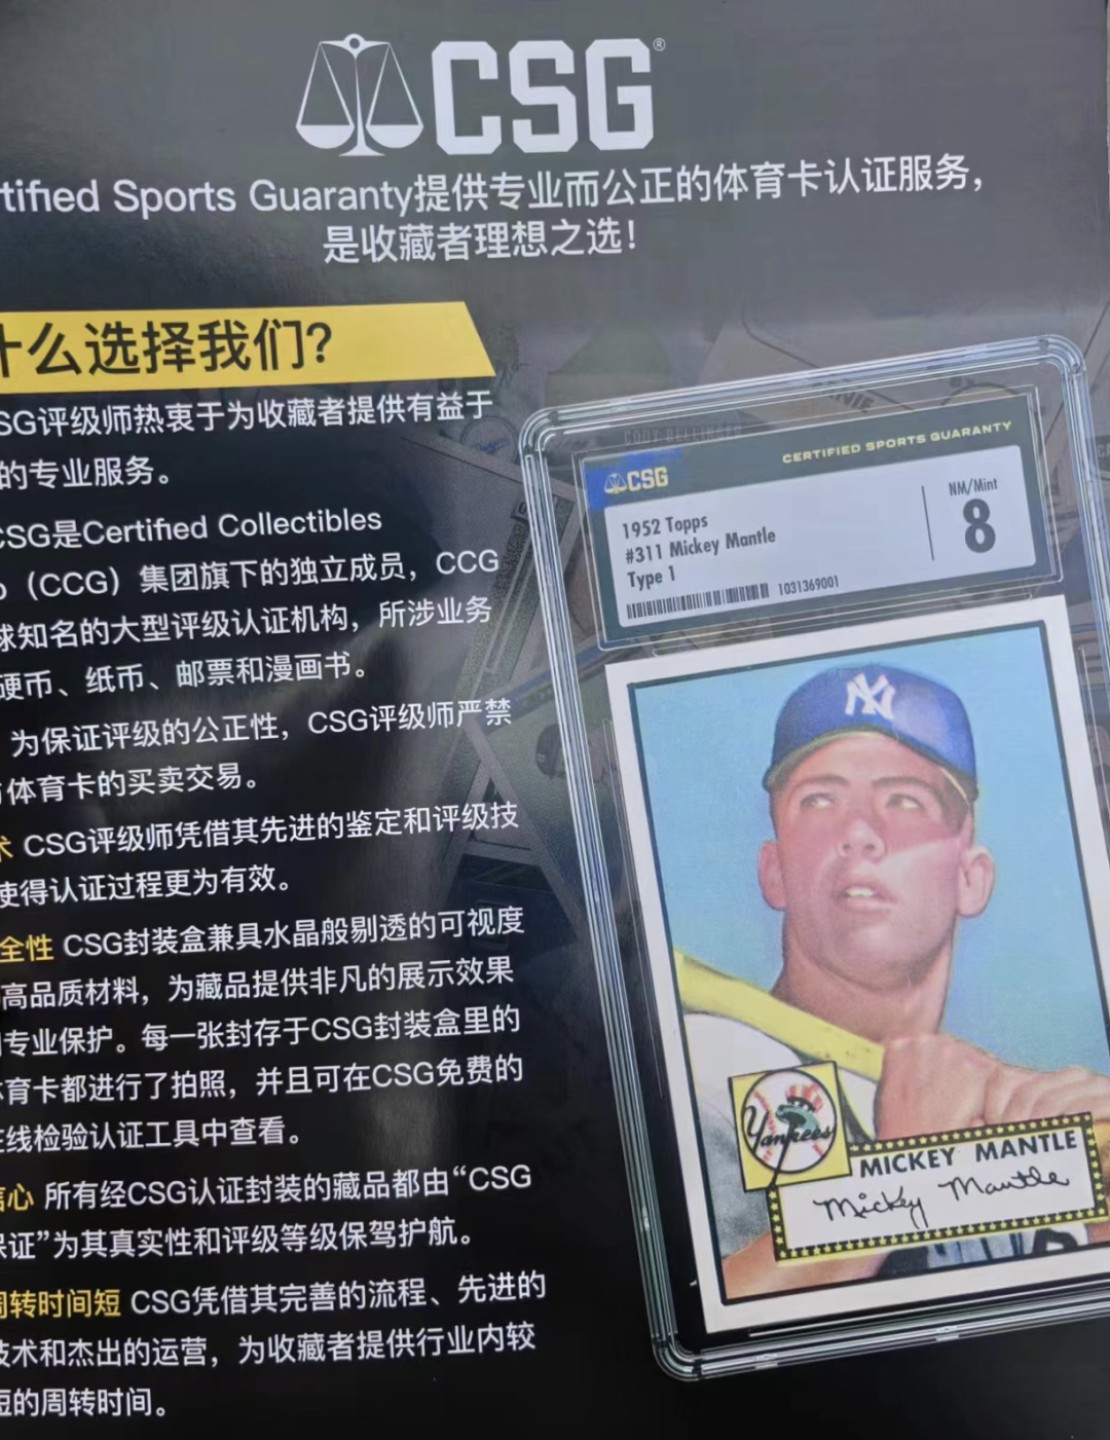 CSG®
tified Sports Guaranty提供专业而公正的体育卡认证服务，
是收藏者理想之选！
什么选择我们？
SG评级师热衷于为收藏者提供有益于
的专业服务。
CSG是Certified Collectibles
p（CCG）集团旗下的独立成员，CCG
球知名的大型评级认证机构，所涉业务
硬币、纸币、邮票和漫画书。
为保证评级的公正性，CSG评级师严禁
体育卡的买卖交易。
术 CSG评级师凭借其先进的鉴定和评级技
使得认证过程更为有效。
全性 CSG封装盒兼具水晶般剔透的可视度
高品质材料，为藏品提供非凡的展示效果
专业保护。每一张封存于CSG封装盒里的
体育卡都进行了拍照，并且可在CSG免费的
在线检验认证工具中查看。
信心 所有经CSG认证封装的藏品都由“CSG
保证”为其真实性和评级等级保驾护航。
周转时间短 CSG凭借其完善的流程、先进的
技术和杰出的运营，为收藏者提供行业内较
短的周转时间。
CERTIFIED SPORTS GUARANTY
CSG
1952 Topps
#311 Mickey Mantle
Type 1
NM/Mint
8
1031369001
NY
Yankees
MICKEY MANTLE
Mickey Mantle